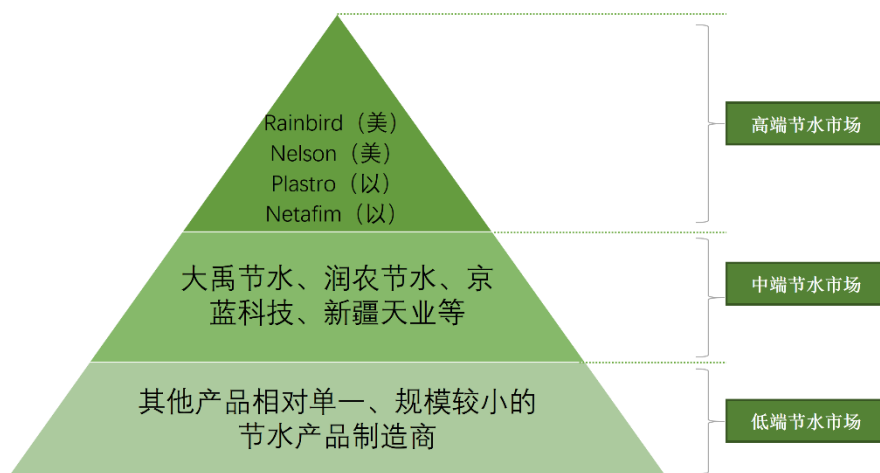 Rainbird（美）
Nelson（美）
Plastro（以）
Netafim（以）
高端节水市场
大禹节水、润农节水、京
蓝科技、新疆天业等
中端节水市场
其他产品相对单一、规模较小的
节水产品制造商
低端节水市场